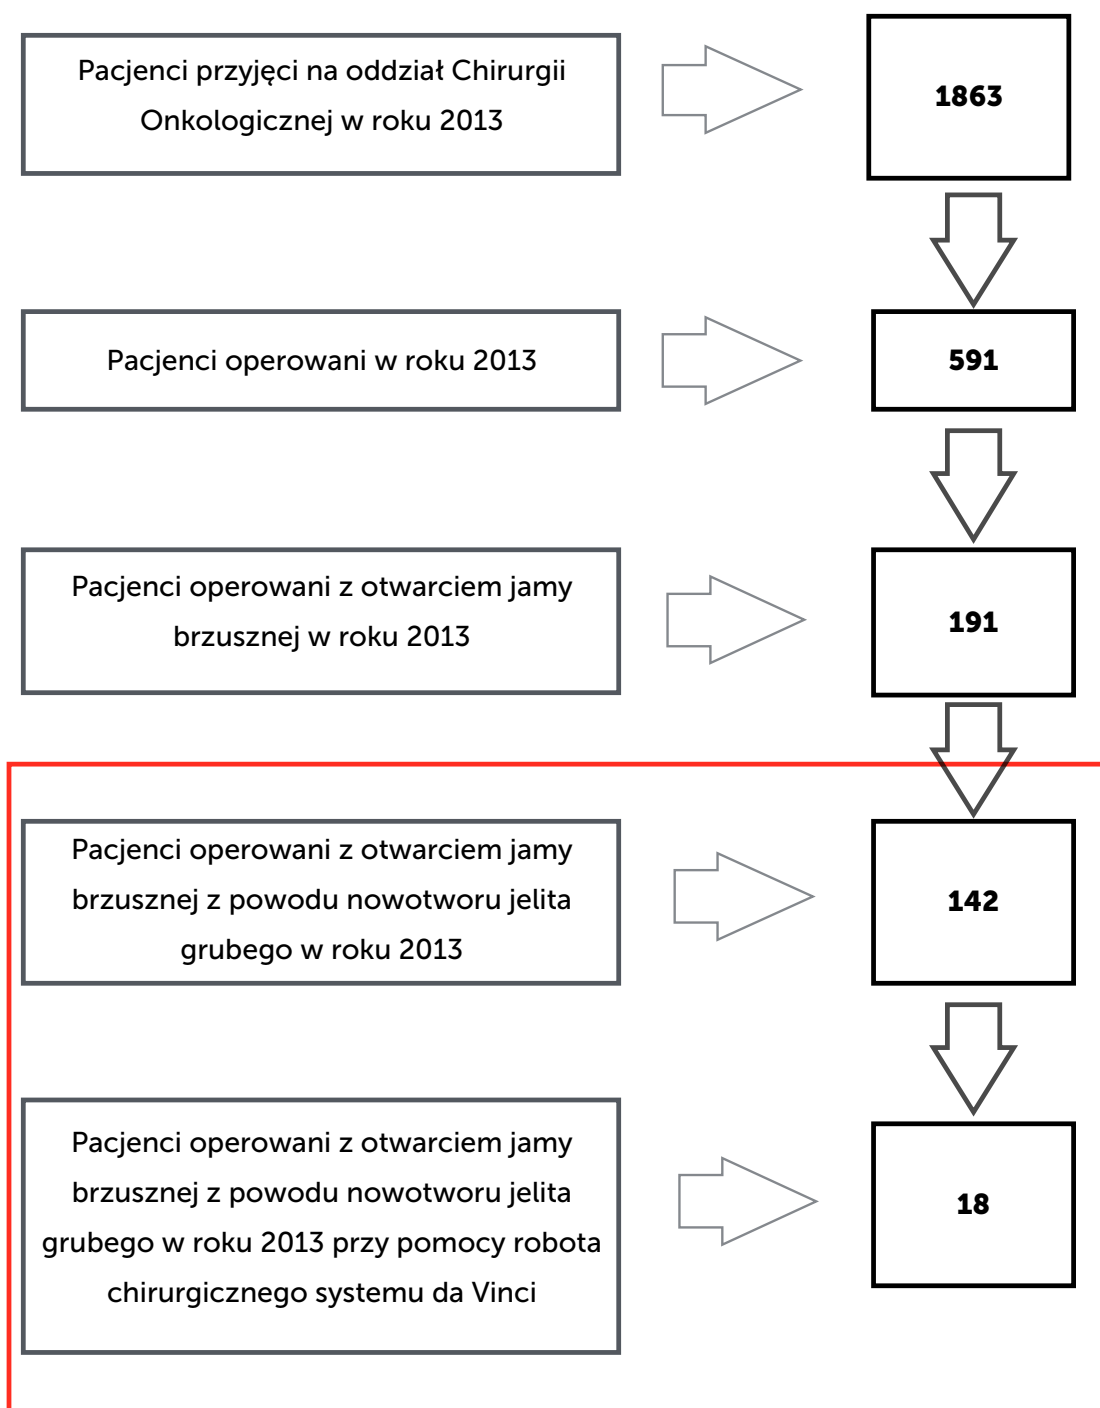 Pacjenci przyjęci na oddział Chirurgii
Onkologicznej w roku 2013
1863
Pacjenci operowani w roku 2013
591
Pacjenci operowani z otwarciem jamy
brzusznej w roku 2013
191
Pacjenci operowani z otwarciem jamy
brzusznej z powodu nowotworu jelita
grubego w roku 2013
142
Pacjenci operowani z otwarciem jamy
brzusznej z powodu nowotworu jelita
grubego w roku 2013 przy pomocy robota
chirurgicznego systemu da Vinci
18